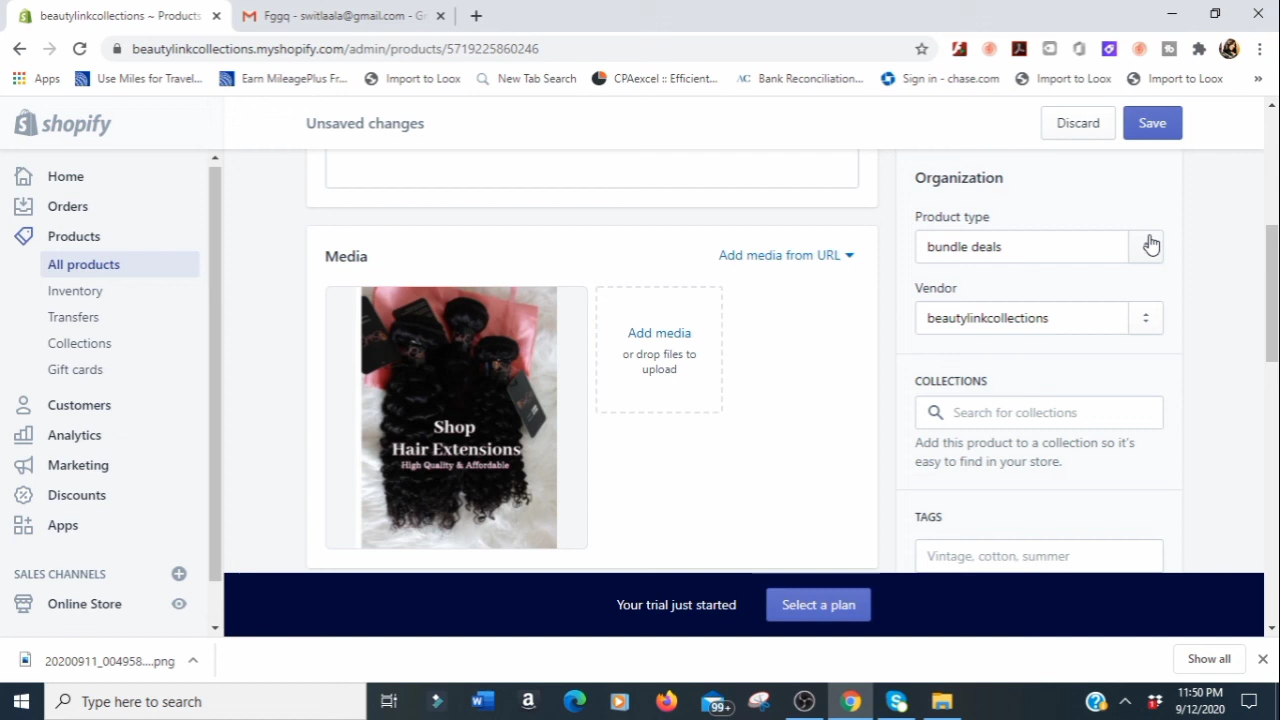 beautylinkcollections ~ Products
Fggq - switlaala@gmail.com - Gr
beautylinkcollections.myshopify.com/admin/products/5719225860246
Apps
Use Miles for Travel...
Earn MileagePlus Fr...
Import to Loox
New Tab Search
CPAexcel :: Efficient...
AC Bank Reconciliation...
Sign in - chase.com
Import to Loox
Import to Loox
»
shopify
Unsaved changes
Discard
Save
Home
Orders
Products
All products
Inventory
Transfers
Collections
Gift cards
Customers
Analytics
Marketing
Discounts
Apps
SALES CHANNELS
Online Store
Media
Add media from URL
Shop
Hair Extensions
High Quality & Affordable
Add media
or drop files to
upload
Organization
Product type
bundle deals
Vendor
beautylinkcollections
COLLECTIONS
Search for collections
Add this product to a collection so it's
easy to find in your store.
TAGS
Vintage, cotton, summer
Your trial just started
Select a plan
20200911_004958....png
Show all
Type here to search
99+
11:50 PM
9/12/2020